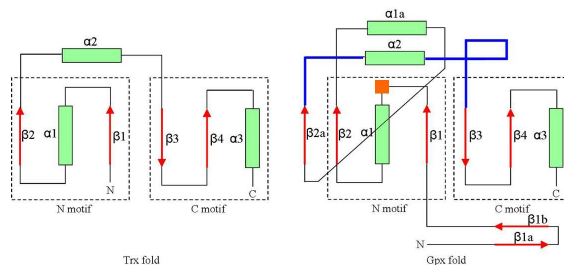 α2
β2
α1
β1
N
β3
β4
α3
C
N motif
C motif
Trx fold
α1a
α2
β2a
β2
α1
β1
β3
β4
α3
C
N motif
C motif
β1b
N
β1a
Gpx fold